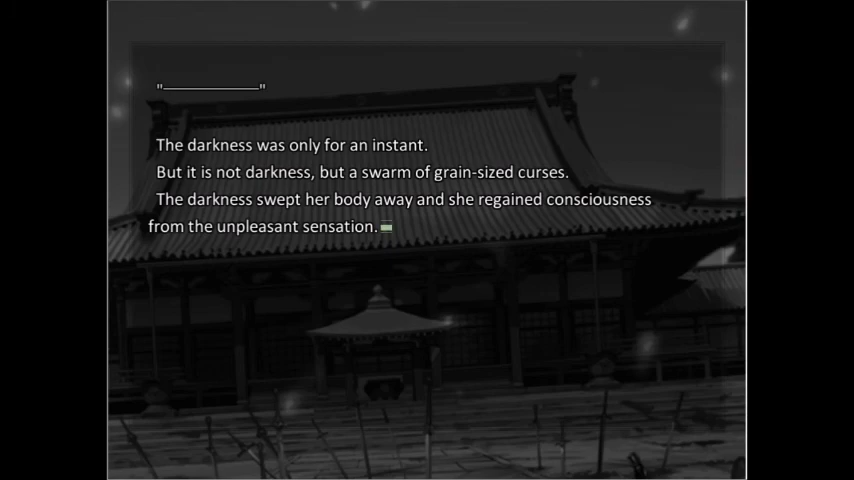 "――――――"
The darkness was only for an instant.
But it is not darkness, but a swarm of grain-sized curses.
The darkness swept her body away and she regained consciousness
from the unpleasant sensation.